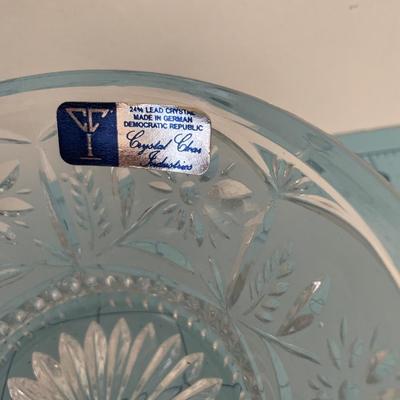 24% LEAD CRYSTAL
MADE IN GERMAN
DEMOCRATIC REPUBLIC
Crystal Clear
Industries